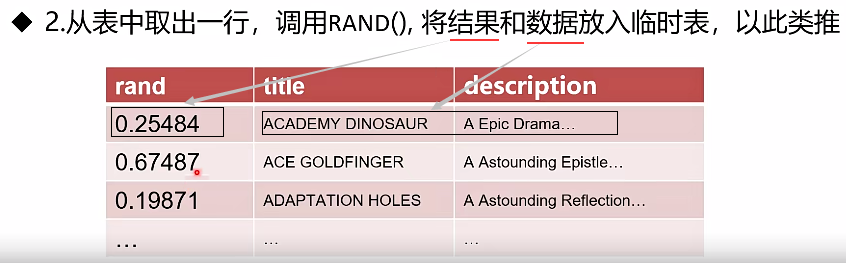 ◆ 2.从表中取出一行，调用RAND(), 将结果和数据放入临时表，以此类推
rand title description
0.25484 ACADEMY DINOSAUR A Epic Drama…
0.67487 ACE GOLDFINGER A Astounding Epistle…
0.19871 ADAPTATION HOLES A Astounding Reflection…
… … …